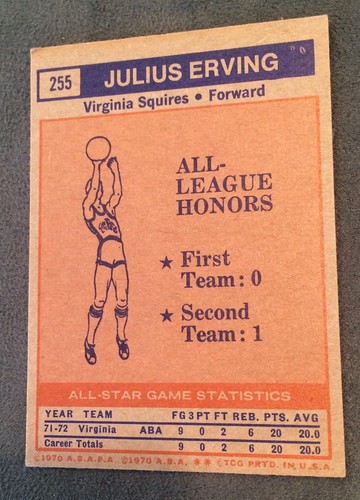 255
JULIUS ERVING
Virginia Squires • Forward
ALL-
LEAGUE
HONORS
★ First
Team: 0
★ Second
Team: 1
ALL-STAR GAME STATISTICS
YEAR TEAM FG 3PT FT REB. PTS. AVG
71-72 Virginia ABA 9 0 2 6 20 20.0
Career Totals 9 0 2 6 20 20.0
©1970 A.B.A.P.A. ©1970 A.B.A. ✻ ✻ ©TCG PRTD. IN U.S.A.